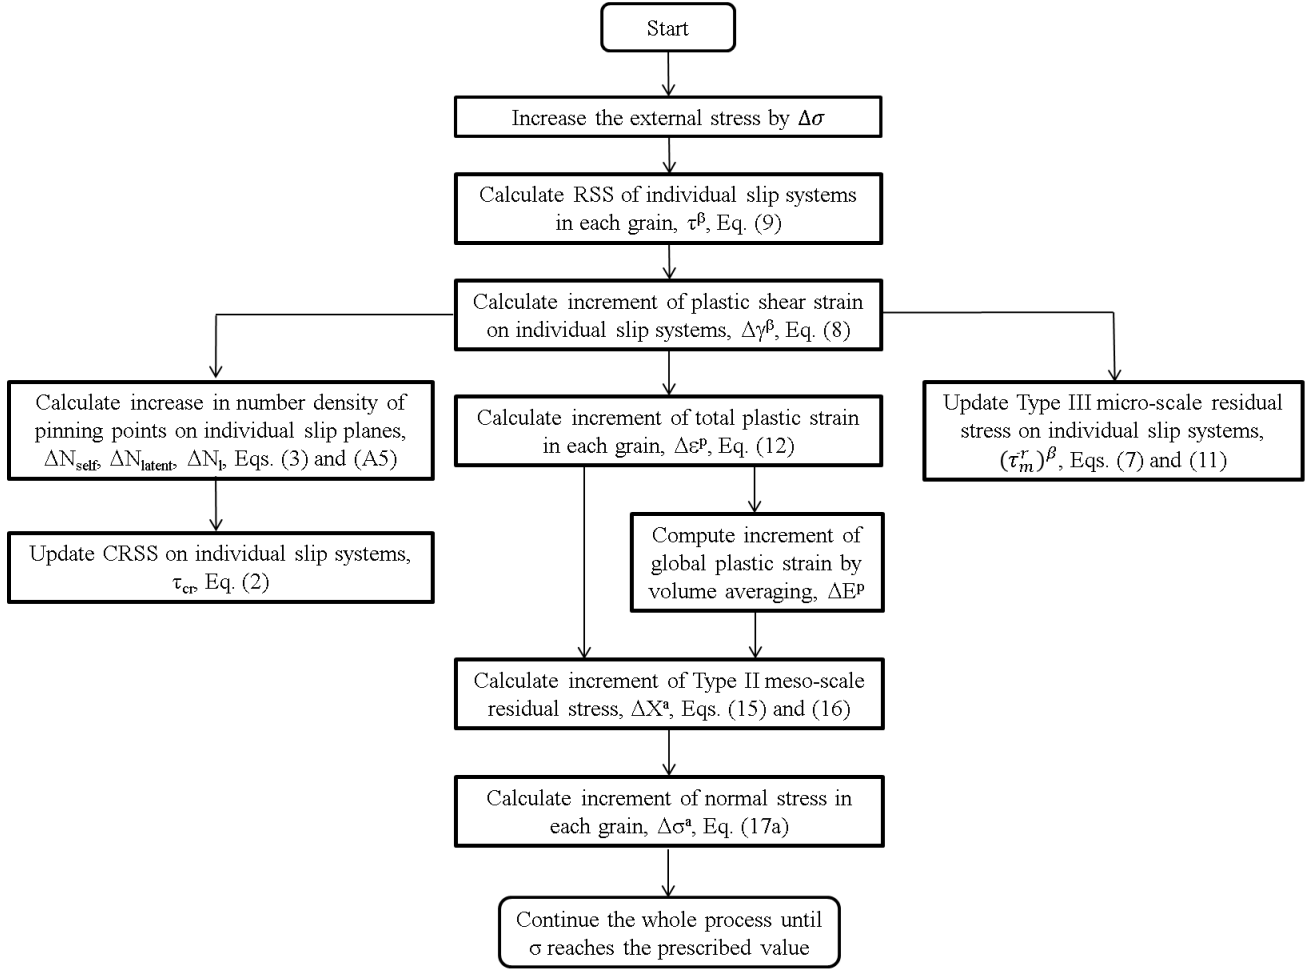 Start
Increase the external stress by Δσ
Calculate RSS of individual slip systems
in each grain, τᵝ, Eq. (9)
Calculate increment of plastic shear strain
on individual slip systems, Δγᵝ, Eq. (8)
Calculate increase in number density of
pinning points on individual slip planes,
ΔN_self, ΔN_latent, ΔN_l, Eqs. (3) and (A5)
Calculate increment of total plastic strain
in each grain, Δεᵖ, Eq. (12)
Update Type III micro-scale residual
stress on individual slip systems,
(τ_m^r)^β, Eqs. (7) and (11)
Update CRSS on individual slip systems,
τ_cr, Eq. (2)
Compute increment of
global plastic strain by
volume averaging, ΔEᵖ
Calculate increment of Type II meso-scale
residual stress, ΔXᵃ, Eqs. (15) and (16)
Calculate increment of normal stress in
each grain, Δσᵃ, Eq. (17a)
Continue the whole process until
σ reaches the prescribed value